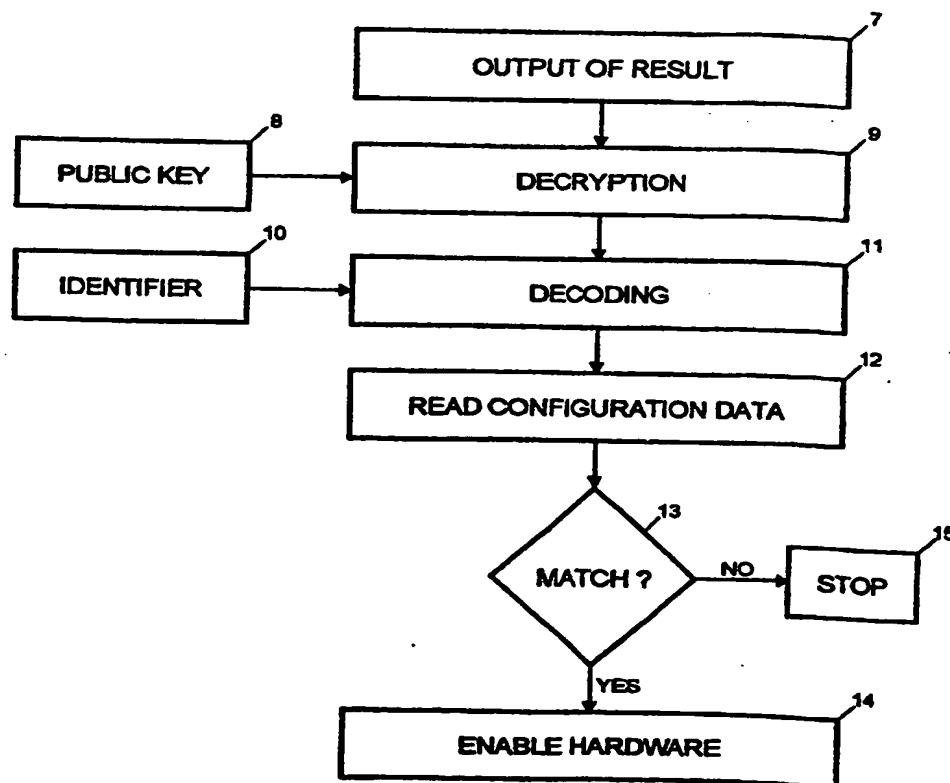 7
OUTPUT OF RESULT
8
PUBLIC KEY
9
DECRYPTION
10
IDENTIFIER
11
DECODING
12
READ CONFIGURATION DATA
13
MATCH ?
NO
15
STOP
YES
14
ENABLE HARDWARE